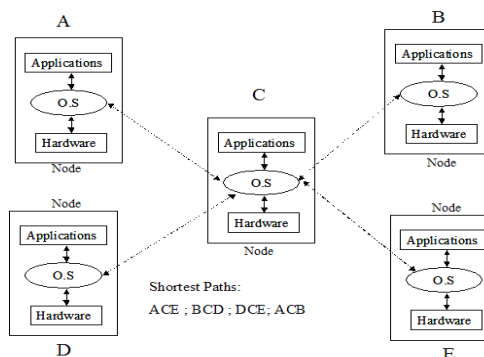 A
Applications
O.S
Hardware
Node
B
Applications
O.S
Hardware
Node
C
Applications
O.S
Hardware
Node
Node
Applications
O.S
Hardware
D
Node
Applications
O.S
Hardware
E
Shortest Paths:
ACE ; BCD ; DCE; ACB